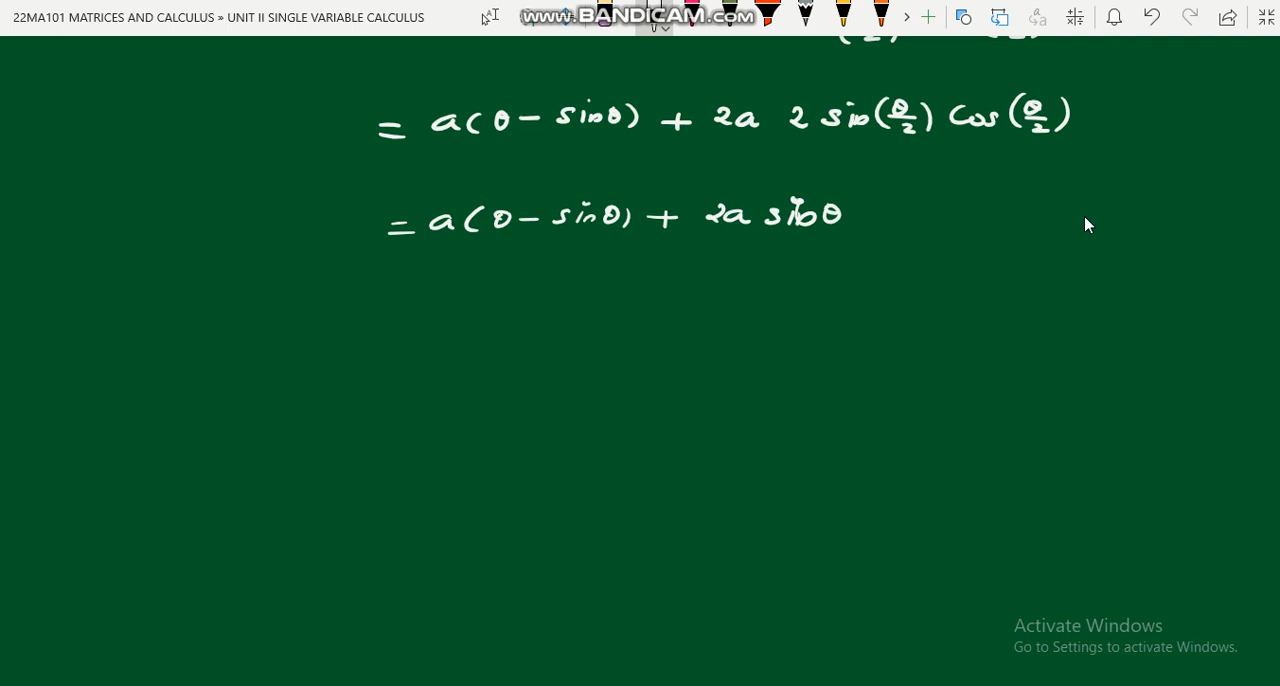 22MA101 MATRICES AND CALCULUS » UNIT II SINGLE VARIABLE CALCULUS
www.BANDICAM.com
= a(θ - sinθ) + 2a 2 sin(θ/2) cos(θ/2)
= a(θ - sinθ) + 2a sinθ
Activate Windows
Go to Settings to activate Windows.